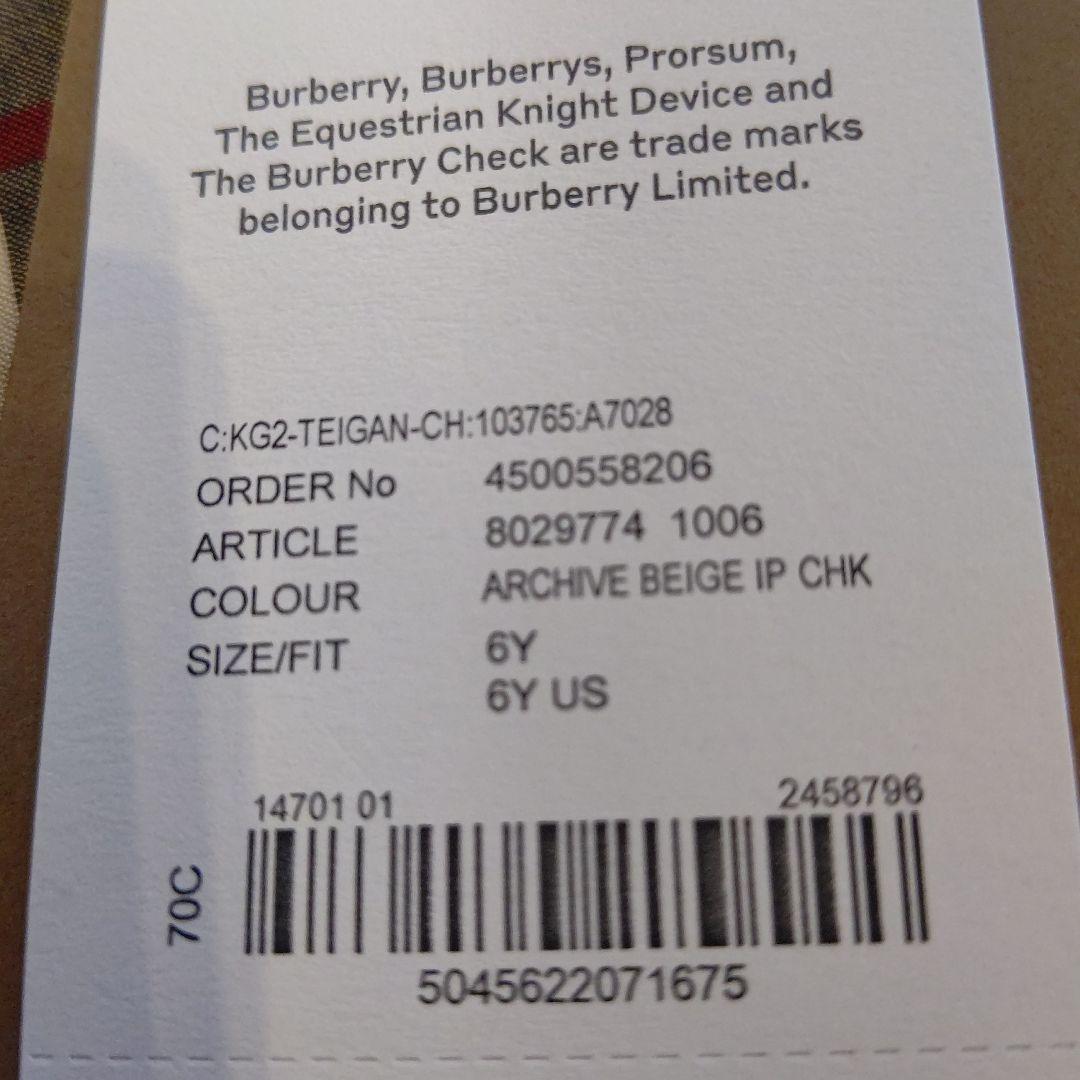 Burberry, Burberrys, Prorsum,
The Equestrian Knight Device and
The Burberry Check are trade marks
belonging to Burberry Limited.
C:KG2-TEIGAN-CH:103765:A7028
ORDER No 4500558206
ARTICLE 8029774 1006
COLOUR ARCHIVE BEIGE IP CHK
SIZE/FIT 6Y
6Y US
14701 01 2458796
70C
5045622071675